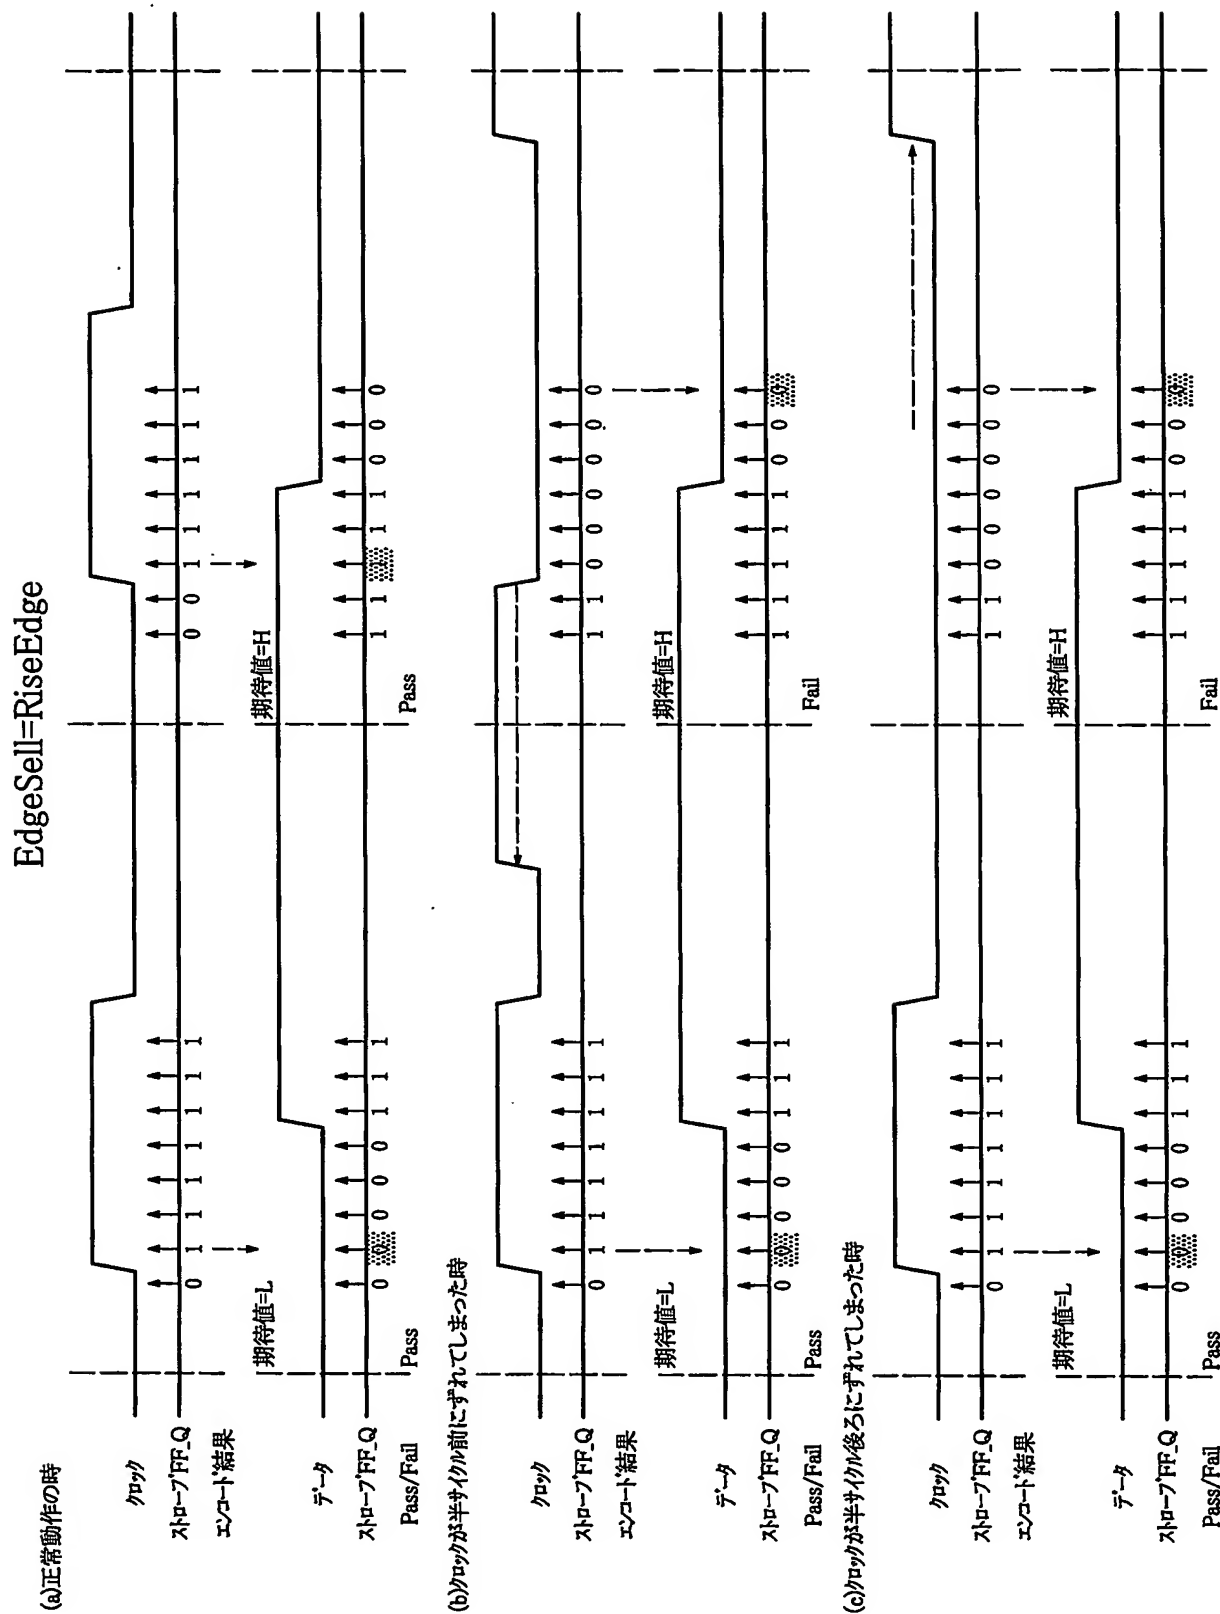 EdgeSell=RiseEdge
(a)正常動作の時
クロック
ストローブFF_Q 0 1 1 1 1 1 1 1 0 0 1 1 1 1 1 1
エンコード結果
期待値=L 期待値=H
データ
ストローブFF_Q 0 0 0 0 0 1 1 1 1 1 1 1 1 0 0 0
Pass/Fail Pass Pass
(b)クロックが半サイクル前にずれてしまった時
クロック
ストローブFF_Q 0 1 1 1 1 1 1 1 1 1 0 0 0 0 0 0
エンコード結果
期待値=L 期待値=H
データ
ストローブFF_Q 0 0 0 0 0 1 1 1 1 1 1 1 1 0 0 0
Pass/Fail Pass Fail
(c)クロックが半サイクル後ろにずれてしまった時
クロック
ストローブFF_Q 0 1 1 1 1 1 1 1 1 1 0 0 0 0 0 0
エンコード結果
期待値=L 期待値=H
データ
ストローブFF_Q 0 0 0 0 0 1 1 1 1 1 1 1 1 0 0 0
Pass/Fail Pass Fail